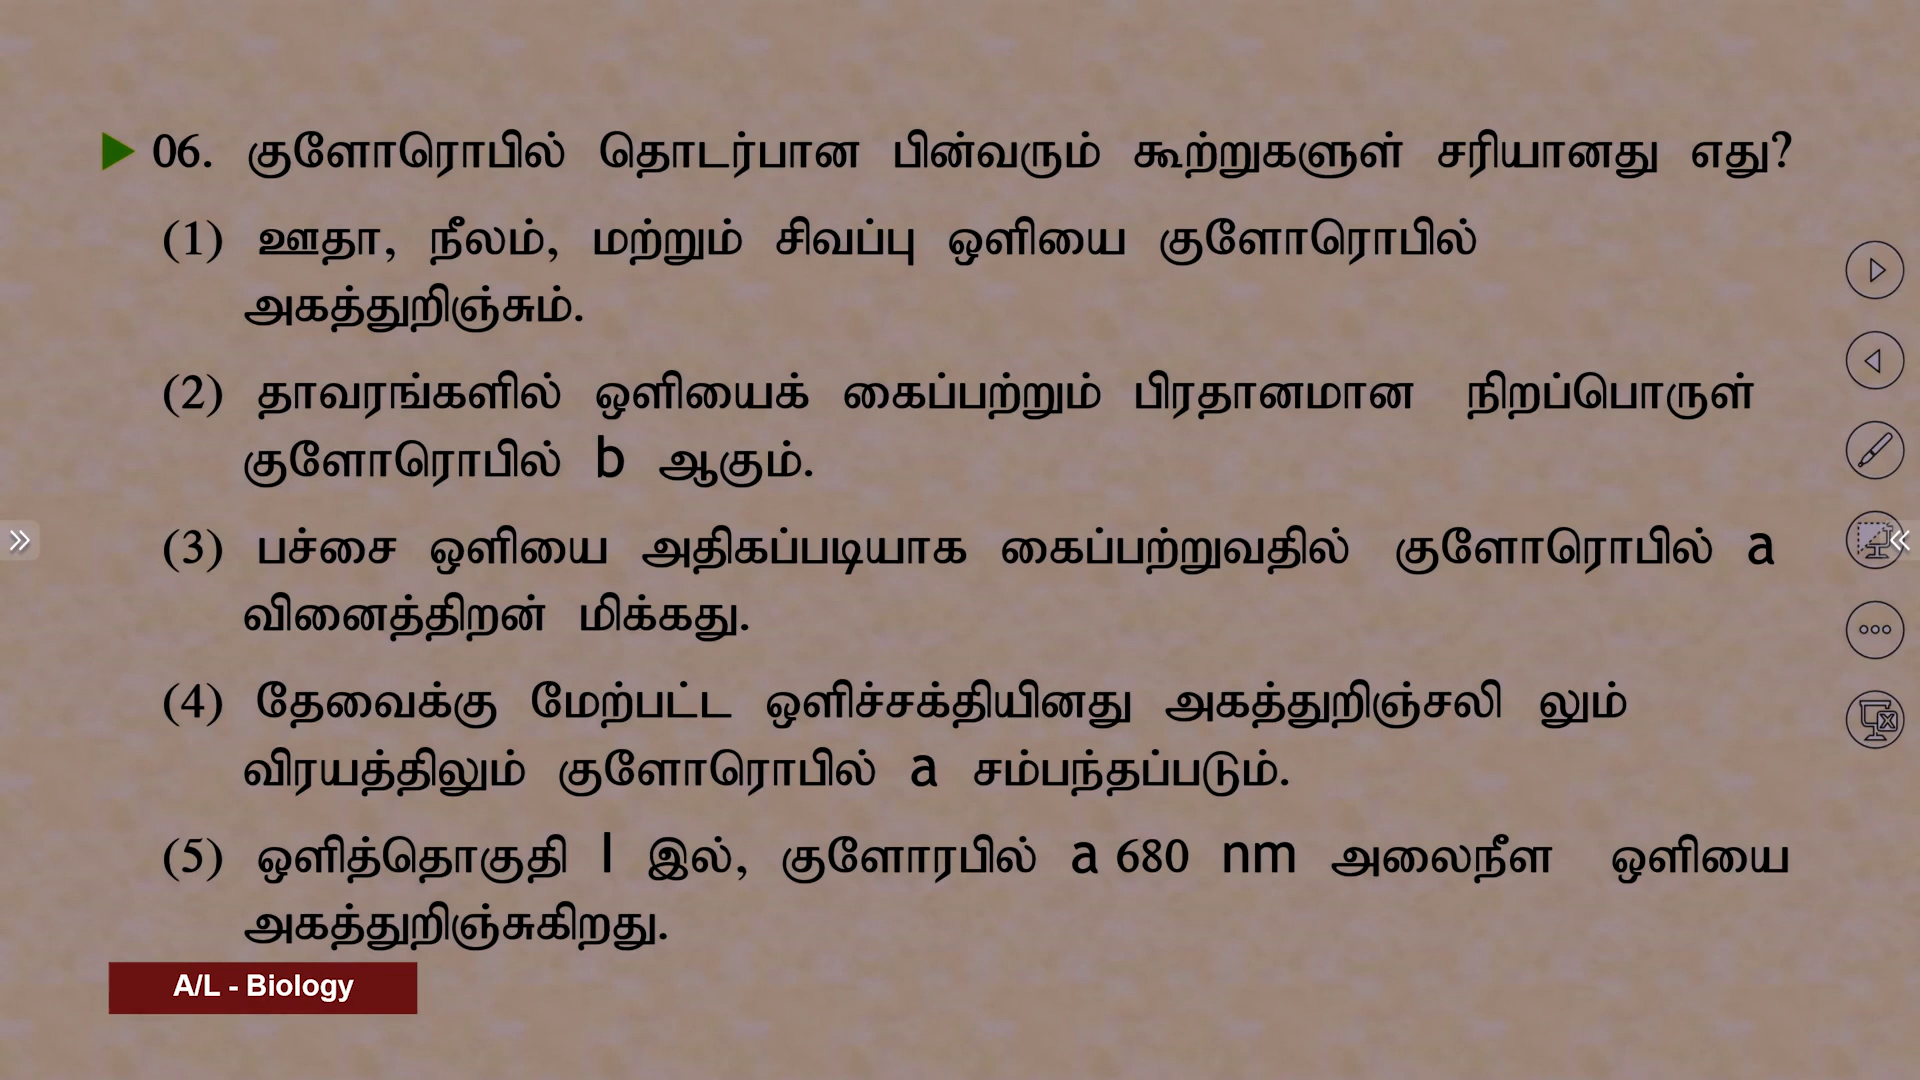 06. குளோரொபில் தொடர்பான பின்வரும் கூற்றுகளுள் சரியானது எது?
(1) ஊதா, நீலம், மற்றும் சிவப்பு ஒளியை குளோரொபில்
அகத்துறிஞ்சும்.
(2) தாவரங்களில் ஒளியைக் கைப்பற்றும் பிரதானமான நிறப்பொருள்
குளோரொபில் b ஆகும்.
(3) பச்சை ஒளியை அதிகப்படியாக கைப்பற்றுவதில் குளோரொபில் a
வினைத்திறன் மிக்கது.
(4) தேவைக்கு மேற்பட்ட ஒளிச்சக்தியினது அகத்துறிஞ்சலி லும்
விரயத்திலும் குளோரொபில் a சம்பந்தப்படும்.
(5) ஒளித்தொகுதி I இல், குளோரபில் a 680 nm அலைநீள ஒளியை
அகத்துறிஞ்சுகிறது.
A/L - Biology